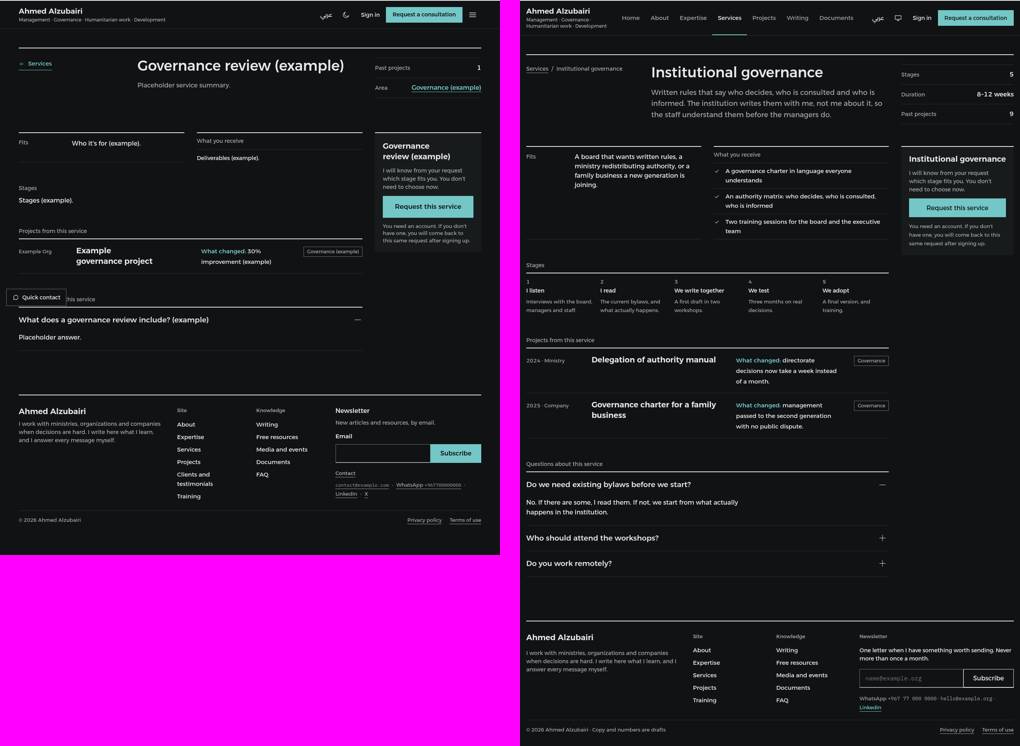 Ahmed Alzubairi
Management · Governance · Humanitarian work · Development
عربي
Sign in
Request a consultation
← Services
Governance review (example)
Placeholder service summary.
Past projects 1
Area Governance (example)
Fits
Who it's for (example).
What you receive
Deliverables (example).
Governance
review (example)
I will know from your request
which stage fits you. You don't
need to choose now.
Request this service
You need an account. If you don't
have one, you will come back to
this same request after signing up.
Stages
Stages (example).
Projects from this service
Example Org
Example
governance project
What changed: 30%
improvement (example)
Governance (example)
Quick contact
this service
What does a governance review include? (example)
Placeholder answer.
Ahmed Alzubairi
I work with ministries, organizations and companies
when decisions are hard. I write here what I learn,
and I answer every message myself.
Site
About
Expertise
Services
Projects
Clients and
testimonials
Training
Knowledge
Writing
Free resources
Media and events
Documents
FAQ
Newsletter
New articles and resources, by email.
Email
Subscribe
Contact
contact@example.com · WhatsApp +967700000000 ·
LinkedIn · X
© 2026 Ahmed Alzubairi
Privacy policy
Terms of use
Ahmed Alzubairi
Management · Governance ·
Humanitarian work · Development
Home
About
Expertise
Services
Projects
Writing
Documents
عربي
Sign in
Request a consultation
Services / Institutional governance
Institutional governance
Written rules that say who decides, who is consulted and who is
informed. The institution writes them with me, not me about it, so
the staff understand them before the managers do.
Stages 5
Duration 8–12 weeks
Past projects 9
Fits
A board that wants written rules, a
ministry redistributing authority, or a
family business a new generation is
joining.
What you receive
✓ A governance charter in language everyone
understands
✓ An authority matrix: who decides, who is consulted,
who is informed
✓ Two training sessions for the board and the executive
team
Institutional governance
I will know from your request
which stage fits you. You don't
need to choose now.
Request this service
You need an account. If you don't
have one, you will come back to
this same request after signing up.
Stages
1
I listen
Interviews with the board,
managers and staff.
2
I read
The current bylaws, and
what actually happens.
3
We write together
A first draft in two
workshops.
4
We test
Three months on real
decisions.
5
We adopt
A final version, and
training.
Projects from this service
2024 · Ministry
Delegation of authority manual
What changed: directorate
decisions now take a week instead
of a month.
Governance
2025 · Company
Governance charter for a family
business
What changed: management
passed to the second generation
with no public dispute.
Governance
Questions about this service
Do we need existing bylaws before we start?
No. If there are some, I read them. If not, we start from what actually
happens in the institution.
Who should attend the workshops?
Do you work remotely?
Ahmed Alzubairi
I work with ministries, organizations and companies
when decisions are hard. I write here what I learn, and I
answer every message myself.
Site
About
Expertise
Services
Projects
Training
Knowledge
Writing
Free resources
Media and events
Documents
FAQ
Newsletter
One letter when I have something worth sending. Never
more than once a month.
name@example.org
Subscribe
WhatsApp +967 77 000 0000 · hello@example.org ·
LinkedIn
© 2026 Ahmed Alzubairi · Copy and numbers are drafts
Privacy policy
Terms of use